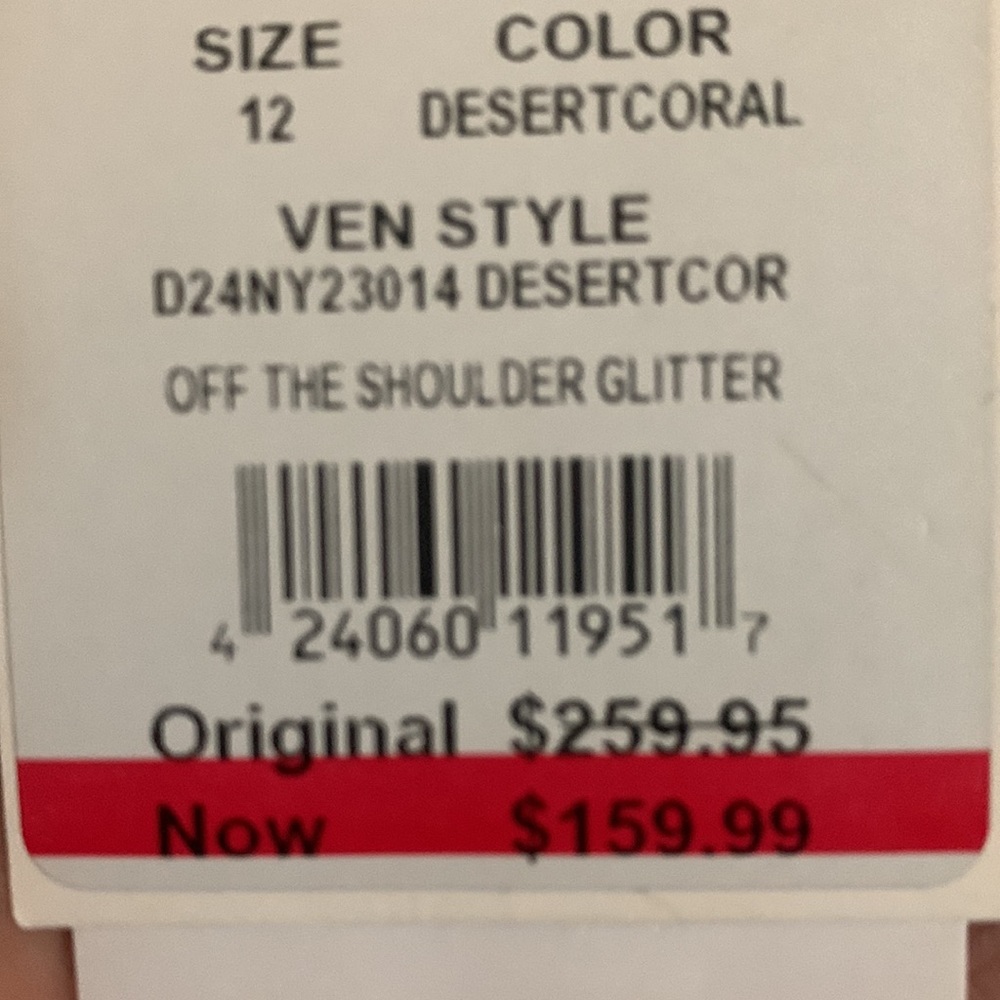 SIZE COLOR
12 DESERTCORAL
VEN STYLE
D24NY23014 DESERTCOR
OFF THE SHOULDER GLITTER
4 24060 11951 7
Original $259.95
Now $159.99